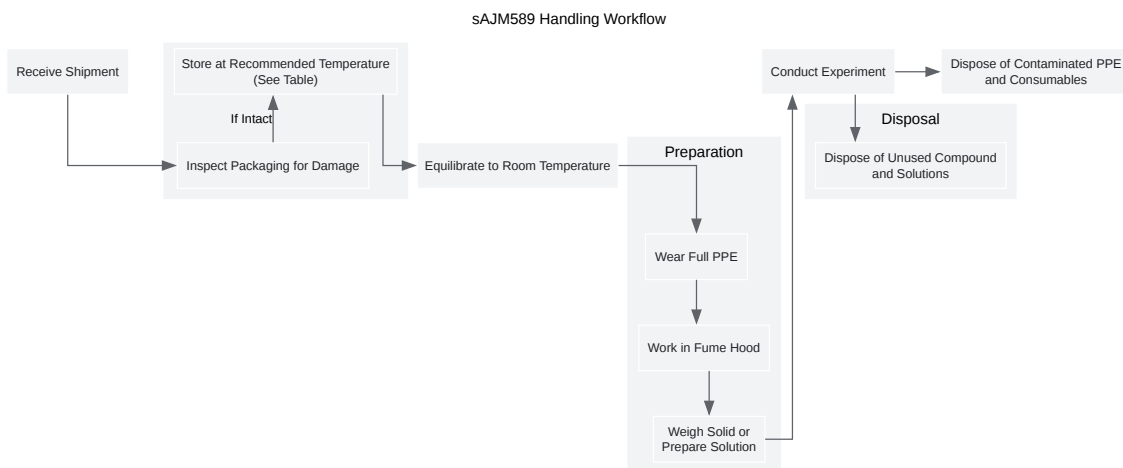 sAJM589 Handling Workflow
Receive Shipment
Store at Recommended Temperature
(See Table)
If Intact
Inspect Packaging for Damage
Equilibrate to Room Temperature
Preparation
Wear Full PPE
Work in Fume Hood
Weigh Solid or
Prepare Solution
Conduct Experiment
Dispose of Contaminated PPE
and Consumables
Disposal
Dispose of Unused Compound
and Solutions